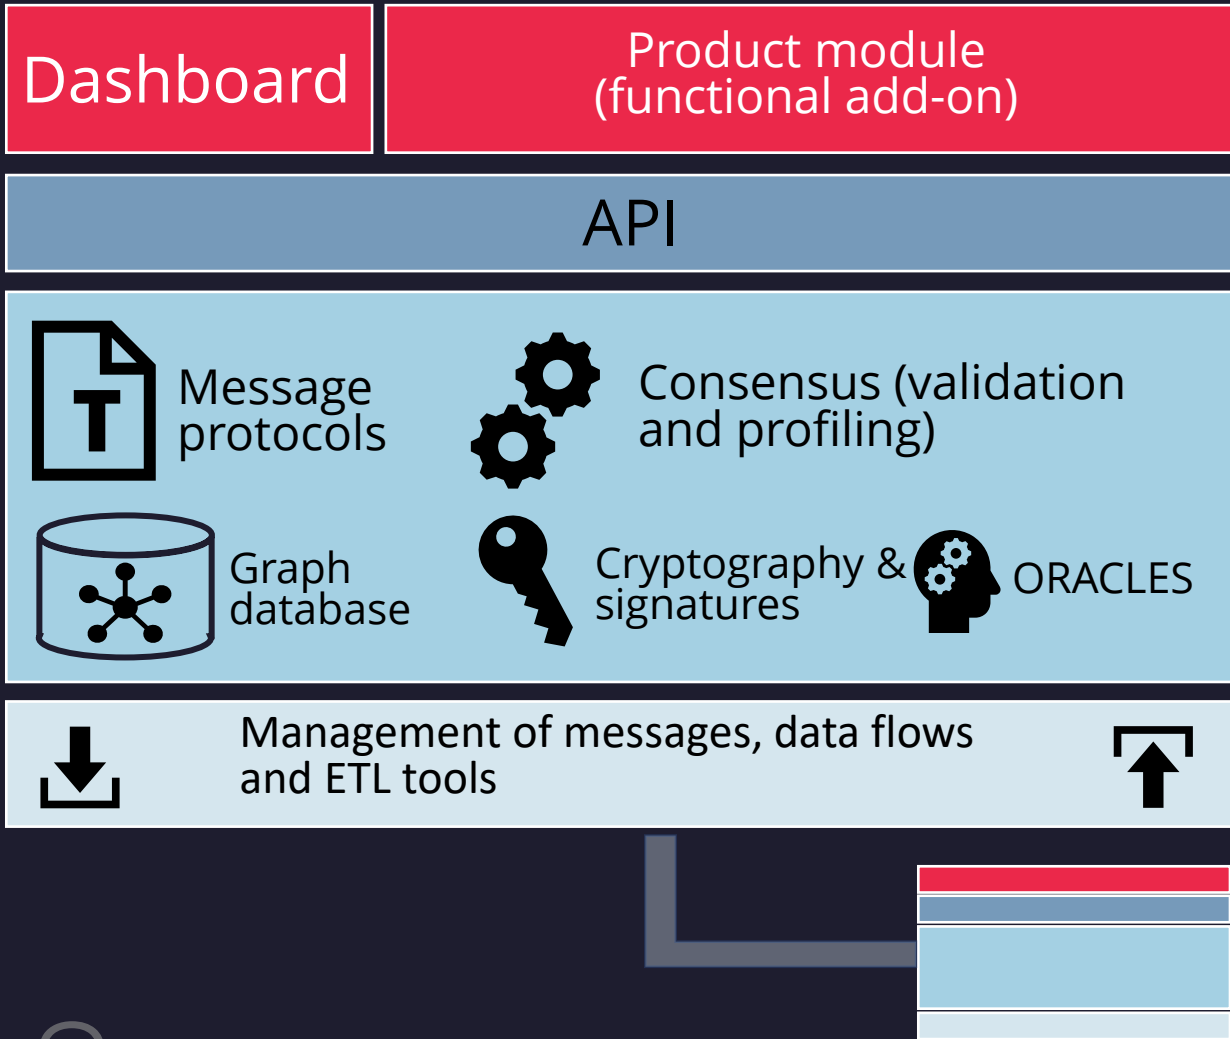 Dashboard
Product module
(functional add-on)
API
T
Message
protocols
Consensus (validation
and profiling)
Graph
database
Cryptography &
signatures
ORACLES
Management of messages, data flows
and ETL tools